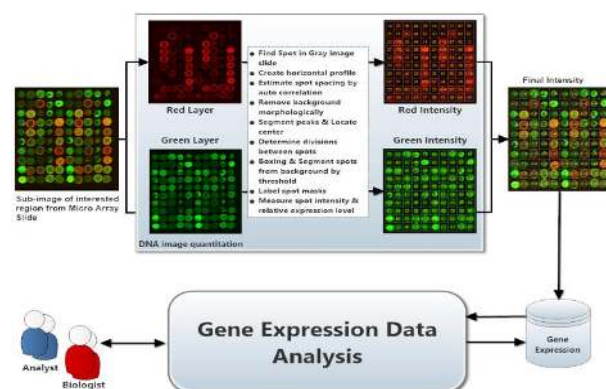 Red Layer
Green Layer
• Find Spot in Gray image
slide
• Create horizontal profile
• Estimate spot spacing by
auto correlation
• Remove background
morphologically
• Segment peaks & Locate
center
• Determine divisions
between spots
• Boxing & Segment spots
from background by
threshold
• Label spot masks
• Measure spot intensity &
relative expression level
Red Intensity
Green Intensity
Final Intensity
Sub-image of interested
region from Micro Array
Slide
DNA image quantitation
Gene Expression Data
Analysis
Gene
Expression
Analyst
Biologist